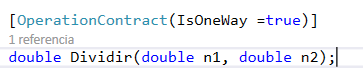 [OperationContract(IsOneWay =true)]
1 referencia
double Dividir(double n1, double n2);